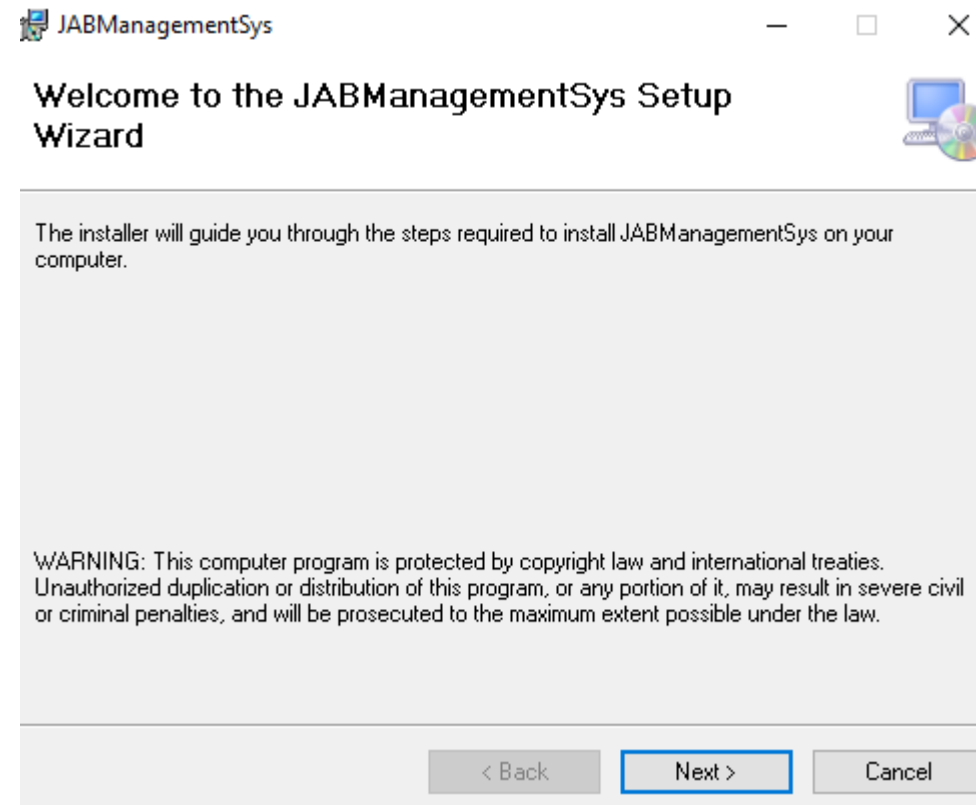 JABManagementSys
Welcome to the JABManagementSys Setup
Wizard
The installer will guide you through the steps required to install JABManagementSys on your
computer.
WARNING: This computer program is protected by copyright law and international treaties.
Unauthorized duplication or distribution of this program, or any portion of it, may result in severe civil
or criminal penalties, and will be prosecuted to the maximum extent possible under the law.
< Back Next > Cancel